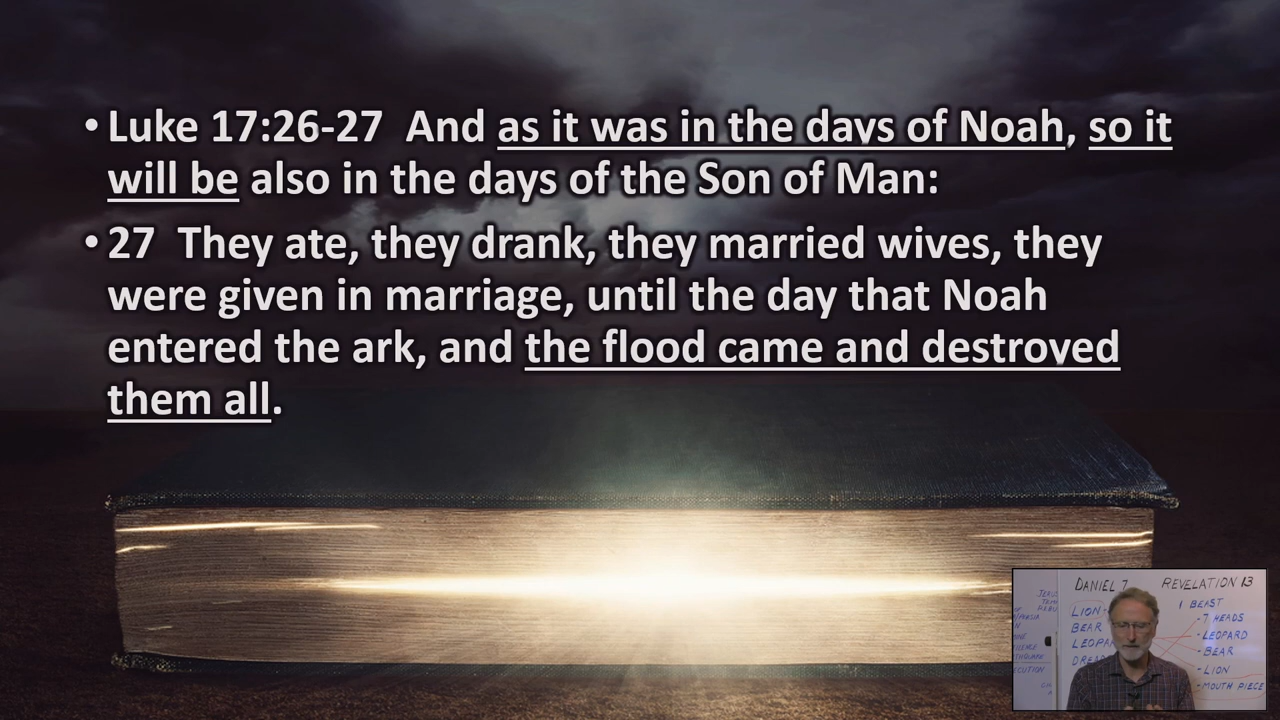 • Luke 17:26-27 And as it was in the days of Noah, so it
will be also in the days of the Son of Man:
• 27 They ate, they drank, they married wives, they
were given in marriage, until the day that Noah
entered the ark, and the flood came and destroyed
them all.
DANIEL 7
LION
BEAR
REVELATION 13
1 BEAST
- 7 HEADS
- LEOPARD
- BEAR
- LION
- MOUTH PIECE